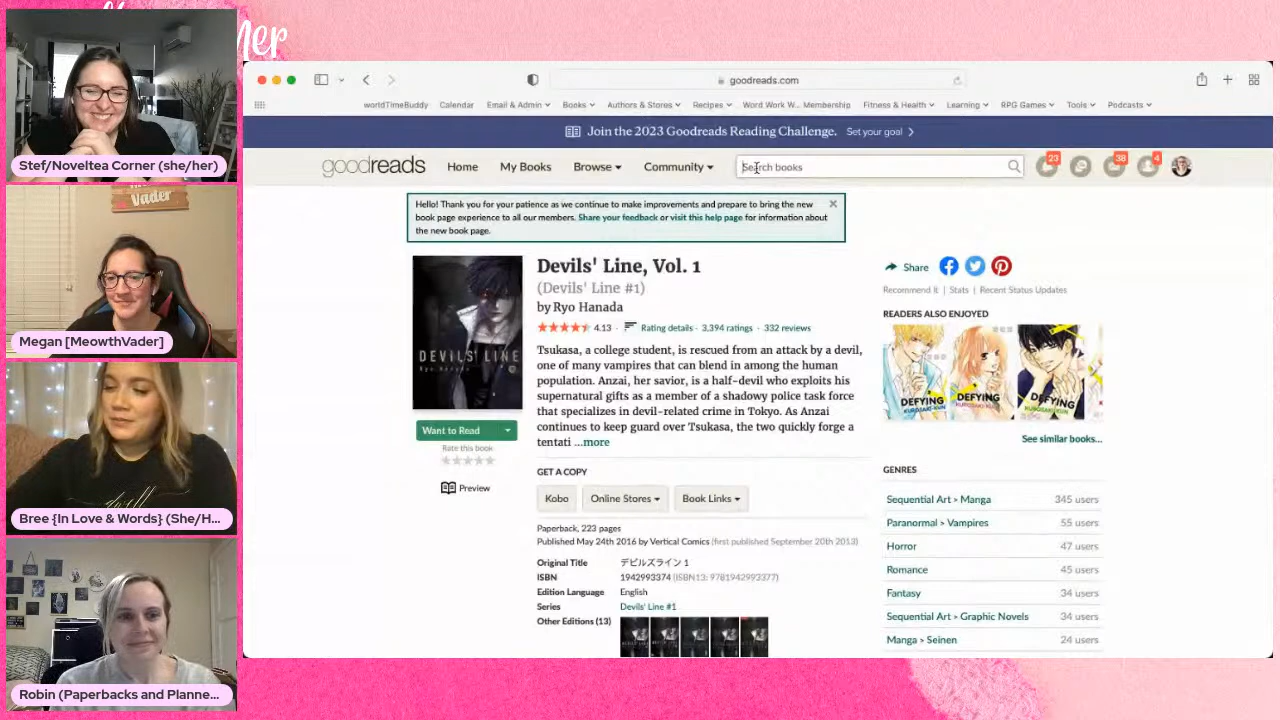 Stef/Noveltea Corner (she/her)
Megan [MeowthVader]
Bree {In Love & Words} (She/H...
Robin (Paperbacks and Planne...
goodreads.com
worldTimeBuddy Calendar Email & Admin Books Authors & Stores Recipes Word Work W... Membership Fitness & Health Learning RPG Games Tools Podcasts
Join the 2023 Goodreads Reading Challenge. Set your goal
goodreads Home My Books Browse Community Search books 23 38 4
Hello! Thank you for your patience as we continue to make improvements and prepare to bring the new
book page experience to all our members. Share your feedback or visit this help page for information about
the new book page.
DEVILS' LINE
Ryo Hanada
Want to Read
Rate this book
Preview
Devils' Line, Vol. 1
(Devils' Line #1)
by Ryo Hanada
4.13 · Rating details · 3,394 ratings · 332 reviews
Tsukasa, a college student, is rescued from an attack by a devil,
one of many vampires that can blend in among the human
population. Anzai, her savior, is a half-devil who exploits his
supernatural gifts as a member of a shadowy police task force
that specializes in devil-related crime in Tokyo. As Anzai
continues to keep guard over Tsukasa, the two quickly forge a
tentati ...more
GET A COPY
Kobo Online Stores Book Links
Paperback, 223 pages
Published May 24th 2016 by Vertical Comics (first published September 20th 2013)
Original Title デビルズライン 1
ISBN 1942993374 (ISBN13: 9781942993377)
Edition Language English
Series Devils' Line #1
Other Editions (13)
Share
Recommend It | Stats | Recent Status Updates
READERS ALSO ENJOYED
DEFYING
KUROSAKI-KUN
DEFYING
KUROSAKI-KUN
DEFYING
KUROSAKI-KUN
See similar books...
GENRES
Sequential Art > Manga 345 users
Paranormal > Vampires 55 users
Horror 47 users
Romance 45 users
Fantasy 34 users
Sequential Art > Graphic Novels 34 users
Manga > Seinen 24 users